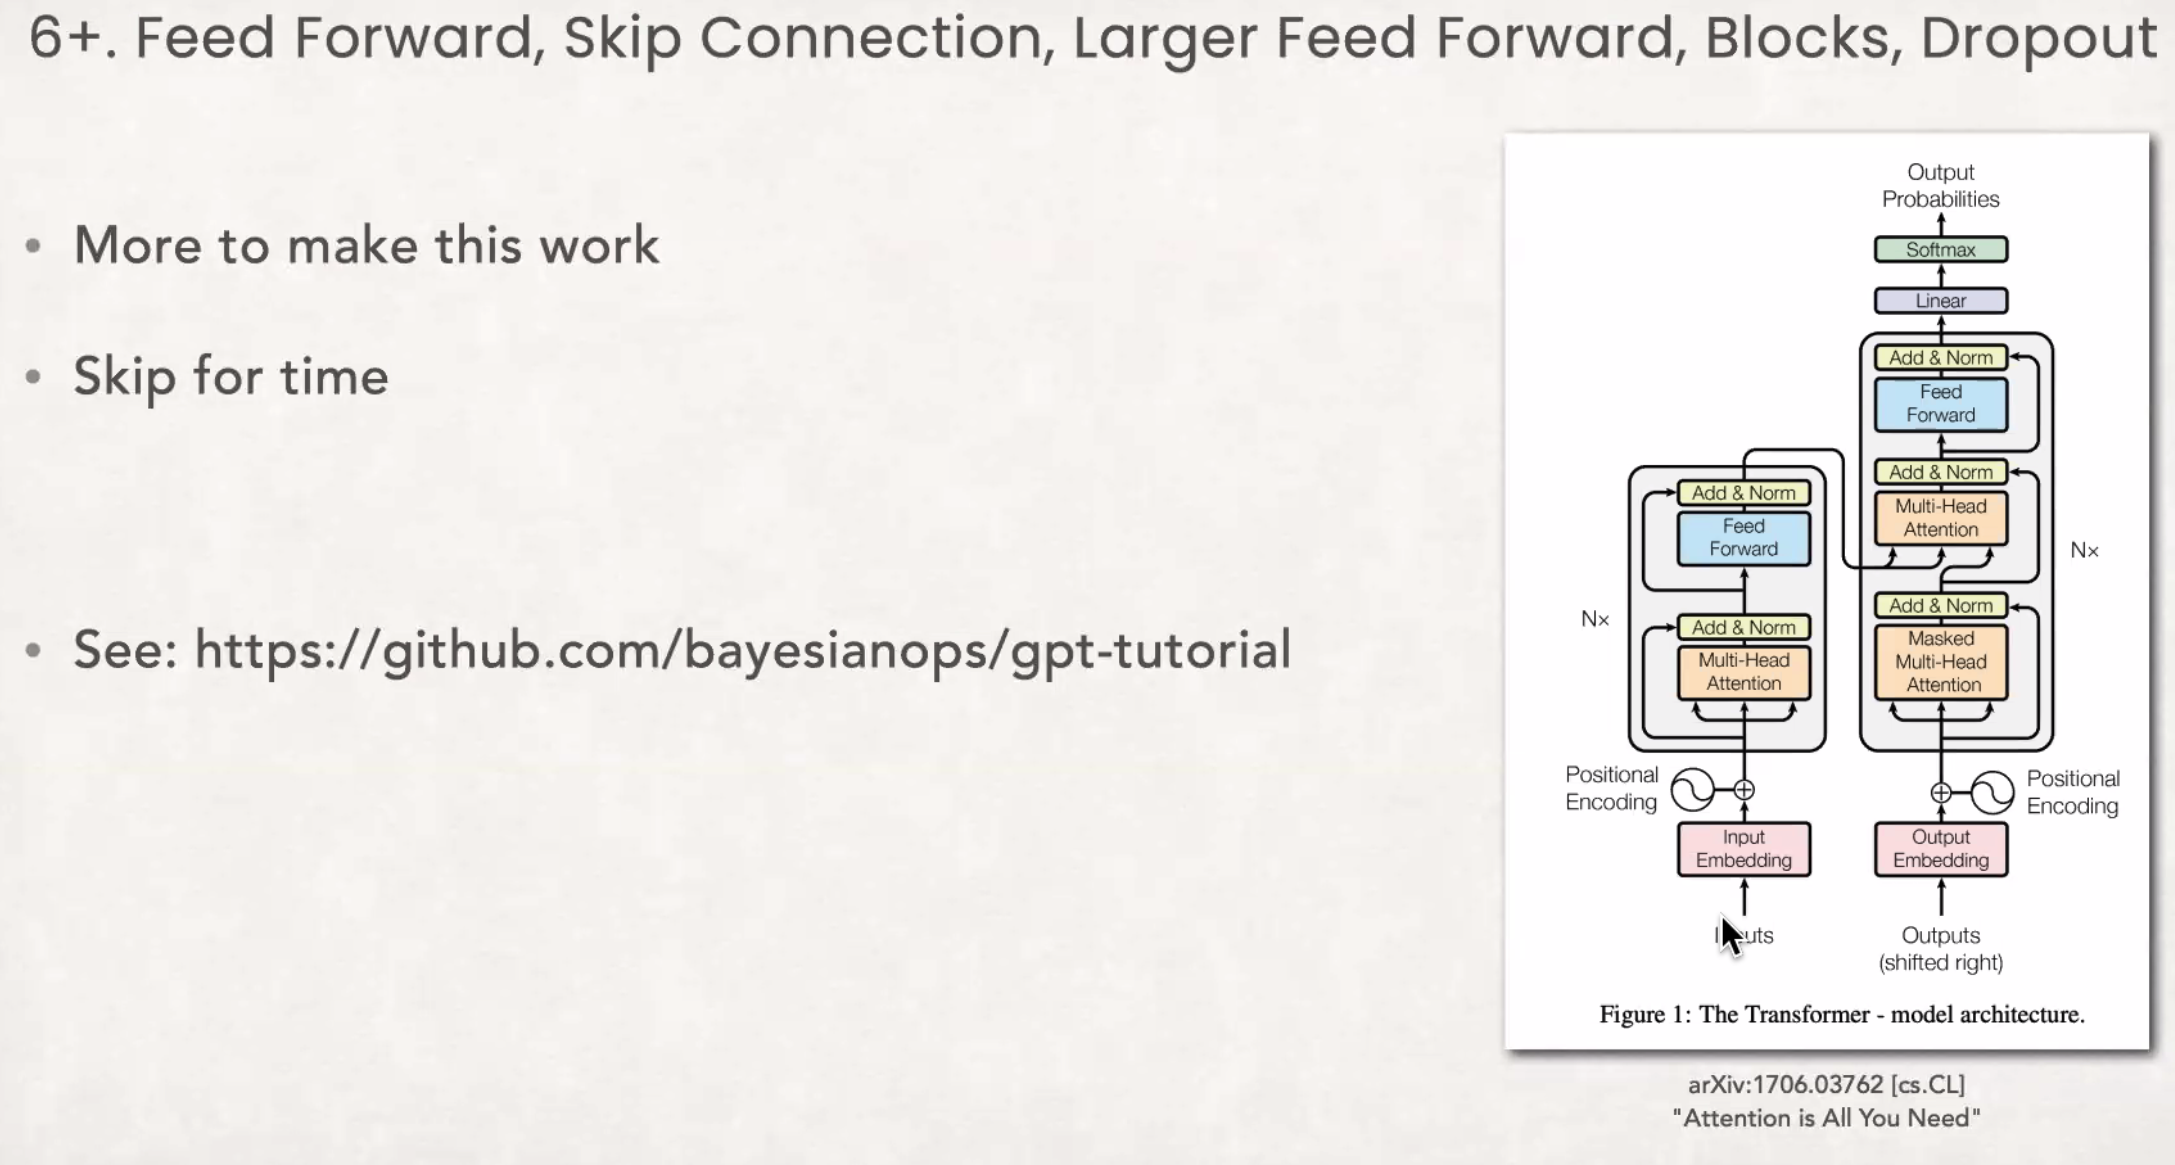 6+. Feed Forward, Skip Connection, Larger Feed Forward, Blocks, Dropout
• More to make this work
• Skip for time
• See: https://github.com/bayesianops/gpt-tutorial
Output
Probabilities
Softmax
Linear
Add & Norm
Feed
Forward
Add & Norm
Multi-Head
Attention
Nx
Add & Norm
Masked
Multi-Head
Attention
Add & Norm
Feed
Forward
Nx
Add & Norm
Multi-Head
Attention
Positional
Encoding
Positional
Encoding
Input
Embedding
Output
Embedding
Outputs
(shifted right)
Figure 1: The Transformer - model architecture.
arXiv:1706.03762 [cs.CL]
"Attention is All You Need"